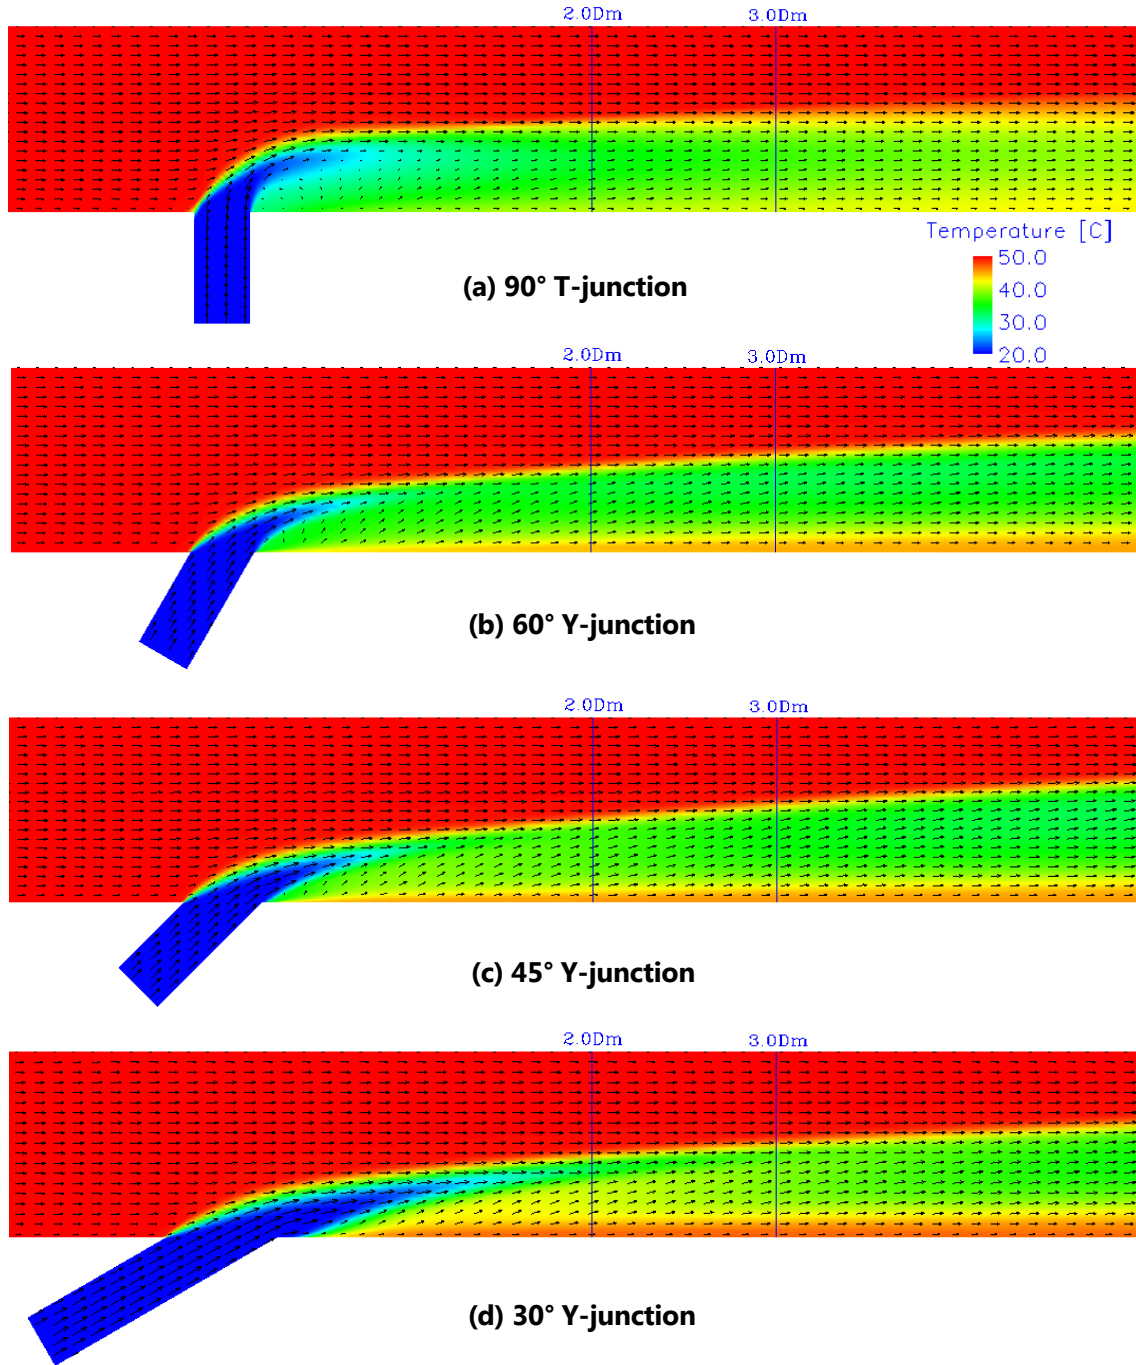 2.0Dm 3.0Dm
Temperature [C]
50.0
40.0
30.0
20.0
(a) 90° T-junction
2.0Dm 3.0Dm
(b) 60° Y-junction
2.0Dm 3.0Dm
(c) 45° Y-junction
2.0Dm 3.0Dm
(d) 30° Y-junction